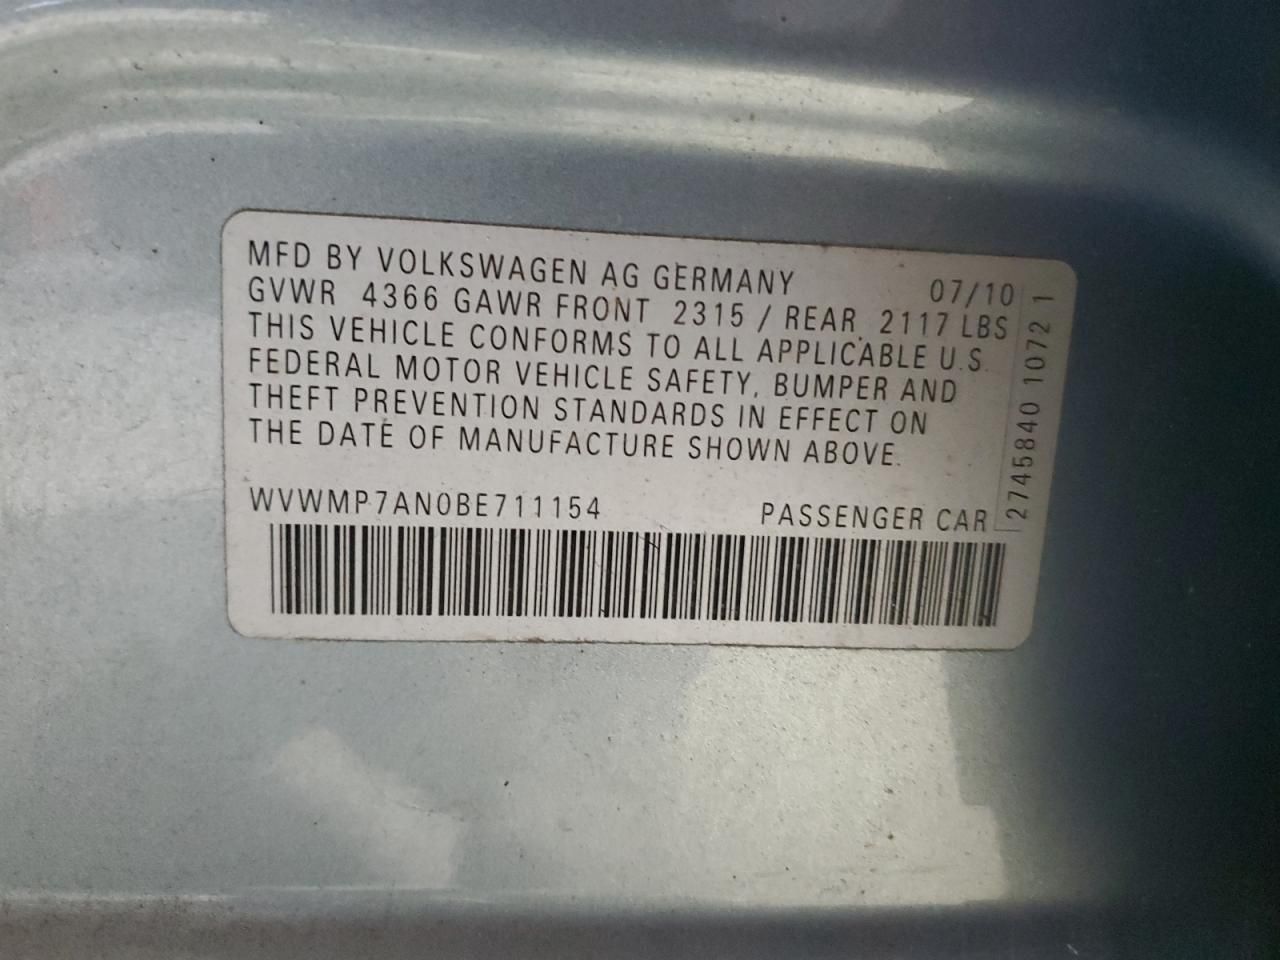 MFD BY VOLKSWAGEN AG GERMANY 07/10
GVWR 4366 GAWR FRONT 2315 / REAR 2117 LBS
THIS VEHICLE CONFORMS TO ALL APPLICABLE U.S.
FEDERAL MOTOR VEHICLE SAFETY, BUMPER AND
THEFT PREVENTION STANDARDS IN EFFECT ON
THE DATE OF MANUFACTURE SHOWN ABOVE.
WVWMP7AN0BE711154 PASSENGER CAR
2745840 1072 1